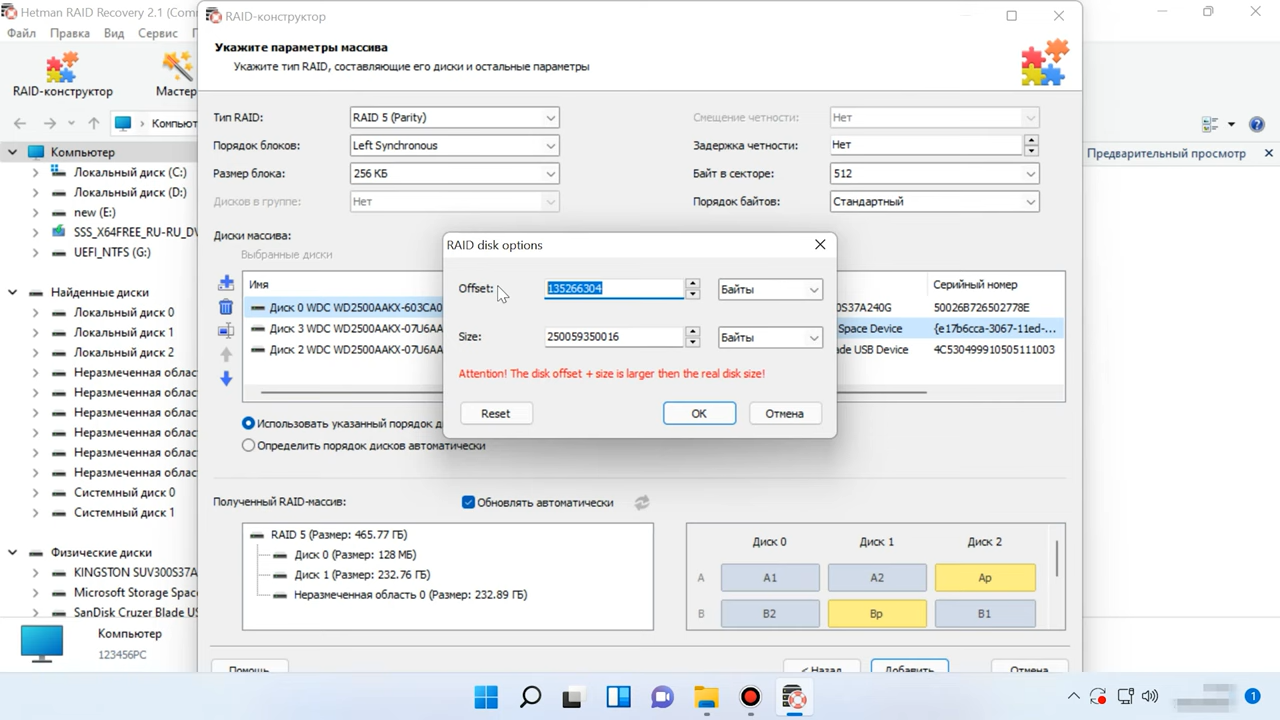 Hetman RAID Recovery 2.1 (Com
Файл Правка Вид Сервис
RAID-конструктор
Мастер
Компьют
Компьютер
Локальный диск (C:)
Локальный диск (D:)
new (E:)
SSS_X64FREE_RU-RU_DV
UEFI_NTFS (G:)
Найденные диски
Локальный диск 0
Локальный диск 1
Локальный диск 2
Неразмеченная облас
Неразмеченная облас
Неразмеченная облас
Неразмеченная облас
Неразмеченная облас
Неразмеченная облас
Системный диск 0
Системный диск 1
Физические диски
KINGSTON SUV300S37A
Microsoft Storage Spac
SanDisk Cruzer Blade US
Компьютер
123456PC
RAID-конструктор
Укажите параметры массива
Укажите тип RAID, составляющие его диски и остальные параметры
Тип RAID: RAID 5 (Parity)
Порядок блоков: Left Synchronous
Размер блока: 256 КБ
Дисков в группе: Нет
Смещение четности: Нет
Задержка четности: Нет
Байт в секторе: 512
Порядок байтов: Стандартный
Диски массива:
Выбранные диски
Имя Серийный номер
Диск 0 WDC WD2500AAKX-603CA0 0S37A240G 50026B726502778E
Диск 3 WDC WD2500AAKX-07U6AA Space Device {e17b6cca-3067-11ed-...
Диск 2 WDC WD2500AAKX-07U6AA de USB Device 4C530499910505111003
RAID disk options
Offset: 135266304 Байты
Size: 250059350016 Байты
Attention! The disk offset + size is larger then the real disk size!
Reset OK Отмена
Использовать указанный порядок д
Определить порядок дисков автоматически
Полученный RAID-массив: Обновлять автоматически
RAID 5 (Размер: 465.77 ГБ)
Диск 0 (Размер: 128 МБ)
Диск 1 (Размер: 232.76 ГБ)
Неразмеченная область 0 (Размер: 232.89 ГБ)
Диск 0 Диск 1 Диск 2
A A1 A2 Ap
B B2 Bp B1
Помощь < Назад Добавить Отмена
Предварительный просмотр
1